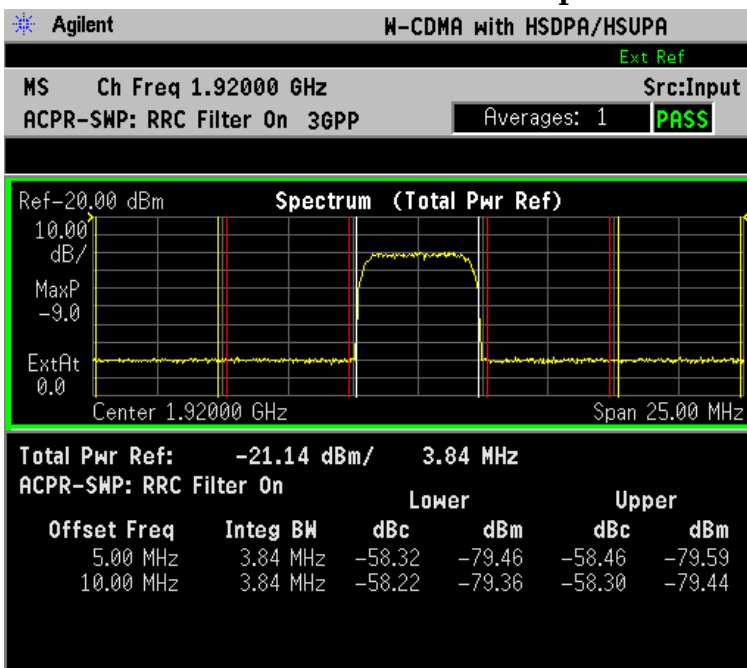 Agilent W-CDMA with HSDPA/HSUPA
Ext Ref
MS Ch Freq 1.92000 GHz Src:Input
ACPR-SWP: RRC Filter On 3GPP Averages: 1 PASS
Ref-20.00 dBm Spectrum (Total Pwr Ref)
10.00
dB/
MaxP
-9.0
ExtAt
0.0
Center 1.92000 GHz Span 25.00 MHz
Total Pwr Ref: -21.14 dBm/ 3.84 MHz
ACPR-SWP: RRC Filter On
Lower Upper
Offset Freq Integ BW dBc dBm dBc dBm
5.00 MHz 3.84 MHz -58.32 -79.46 -58.46 -79.59
10.00 MHz 3.84 MHz -58.22 -79.36 -58.30 -79.44